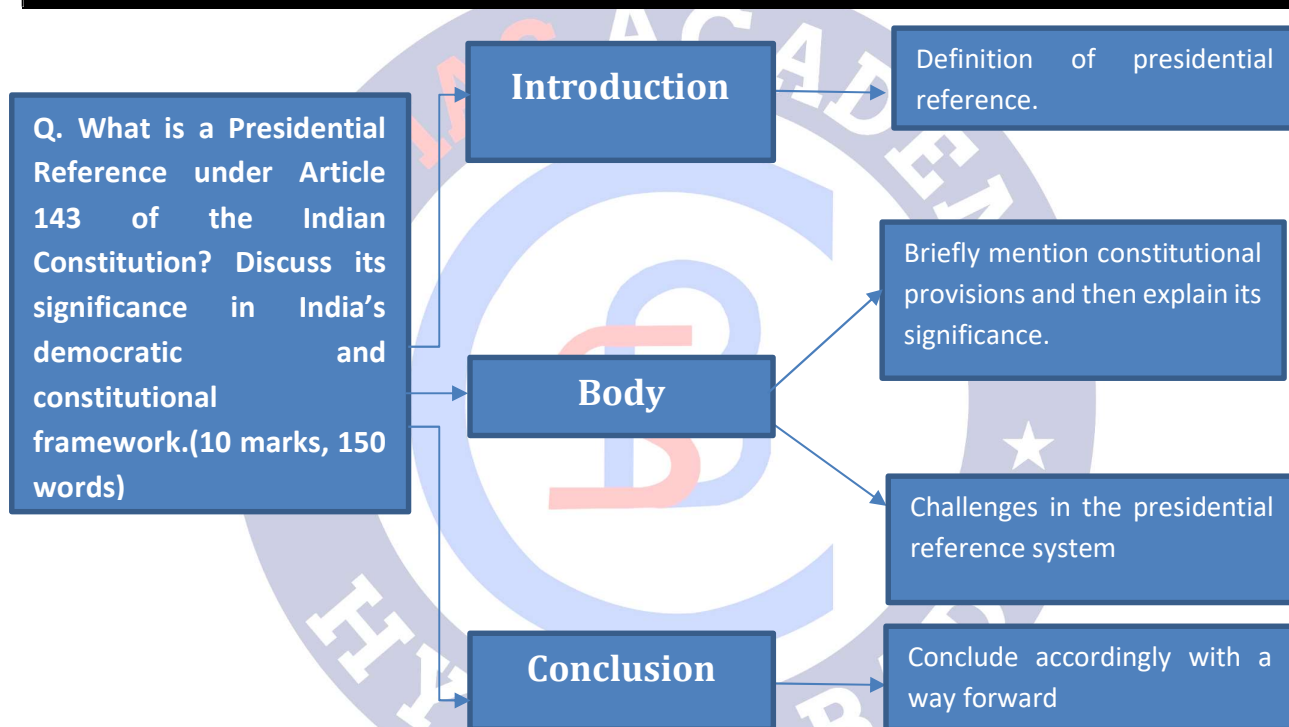 Q. What is a Presidential
Reference under Article
143 of the Indian
Constitution? Discuss its
significance in India’s
democratic and
constitutional
framework.(10 marks, 150
words)
Introduction
Definition of presidential
reference.
Body
Briefly mention constitutional
provisions and then explain its
significance.
Challenges in the presidential
reference system
Conclusion
Conclude accordingly with a
way forward